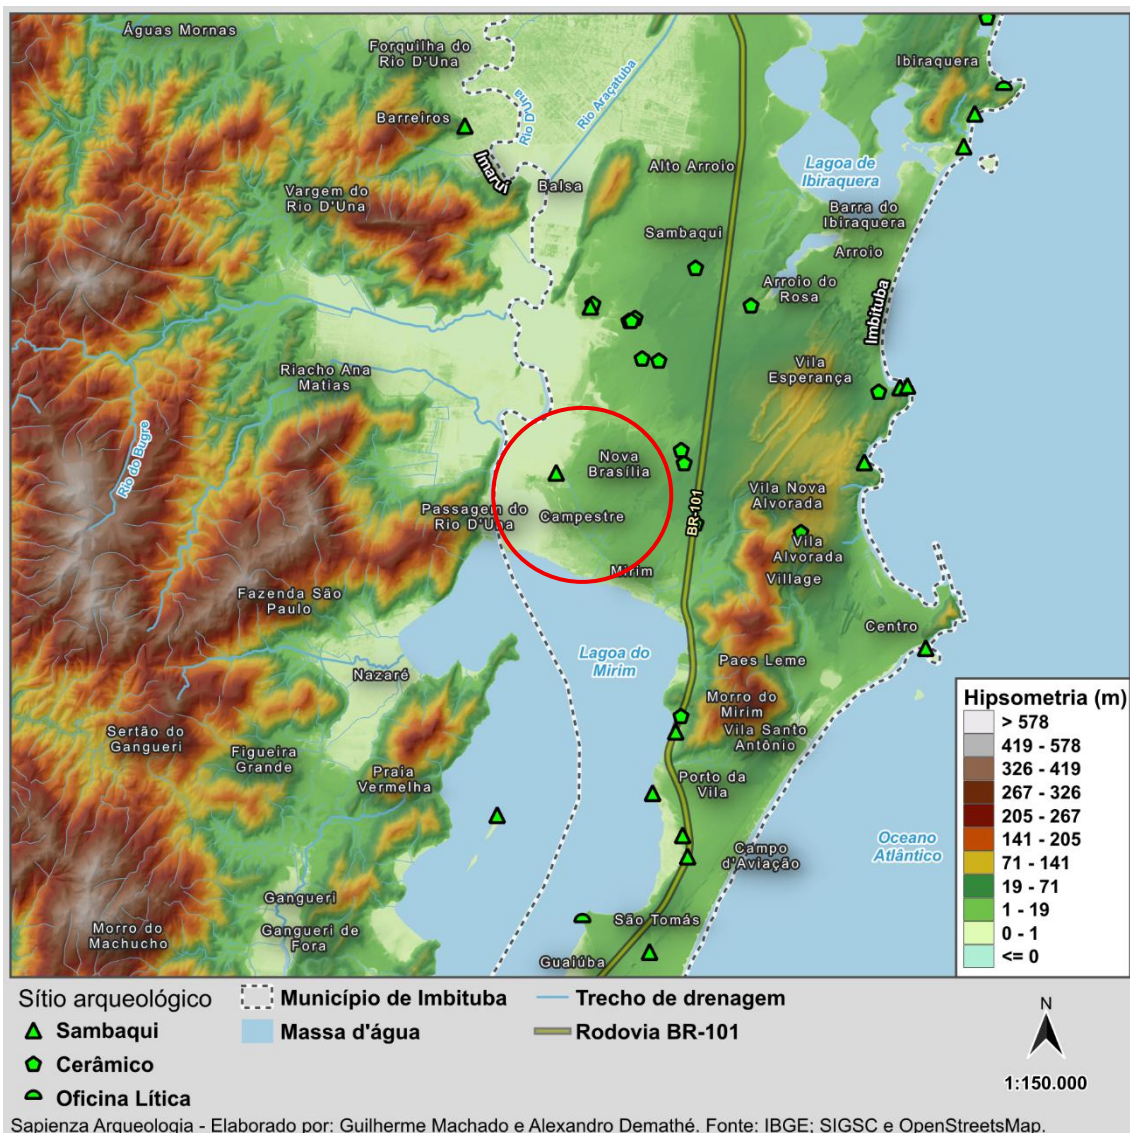 Águas Mornas
Forquilha do
Rio D'Una
Ibiraquera
Rio D'Una
Rio Araçatuba
Barreiros
Imaruí
Alto Arroio
Lagoa de
Ibiraquera
Balsa
Vargem do
Rio D'Una
Barra do
Ibiraquera
Sambaqui
Arroio
Arroio do
Rosa
Imbituba
Riacho Ana
Matias
Vila
Esperança
Rio do Bugre
Nova
Brasília
Passagem do
Rio D'Una
Campestre
BR-101
Vila Nova
Alvorada
Vila
Alvorada
Village
Mirim
Fazenda São
Paulo
Centro
Lagoa do
Mirim
Paes Leme
Nazaré
Morro do
Mirim
Vila Santo
Antônio
Sertão do
Gangueri
Figueira
Grande
Praia
Vermelha
Porto da
Vila
Oceano
Atlântico
Campo
d'Aviação
Gangueri
Gangueri de
Fora
São Tomás
Morro do
Machucho
Guaiúba
Hipsometria (m)
> 578
419 - 578
326 - 419
267 - 326
205 - 267
141 - 205
71 - 141
19 - 71
1 - 19
0 - 1
<= 0
Sítio arqueológico
Sambaqui
Cerâmico
Oficina Lítica
Município de Imbituba
Massa d'água
Trecho de drenagem
Rodovia BR-101
N
1:150.000
Sapienza Arqueologia - Elaborado por: Guilherme Machado e Alexandro Demathé. Fonte: IBGE; SIGSC e OpenStreetsMap.